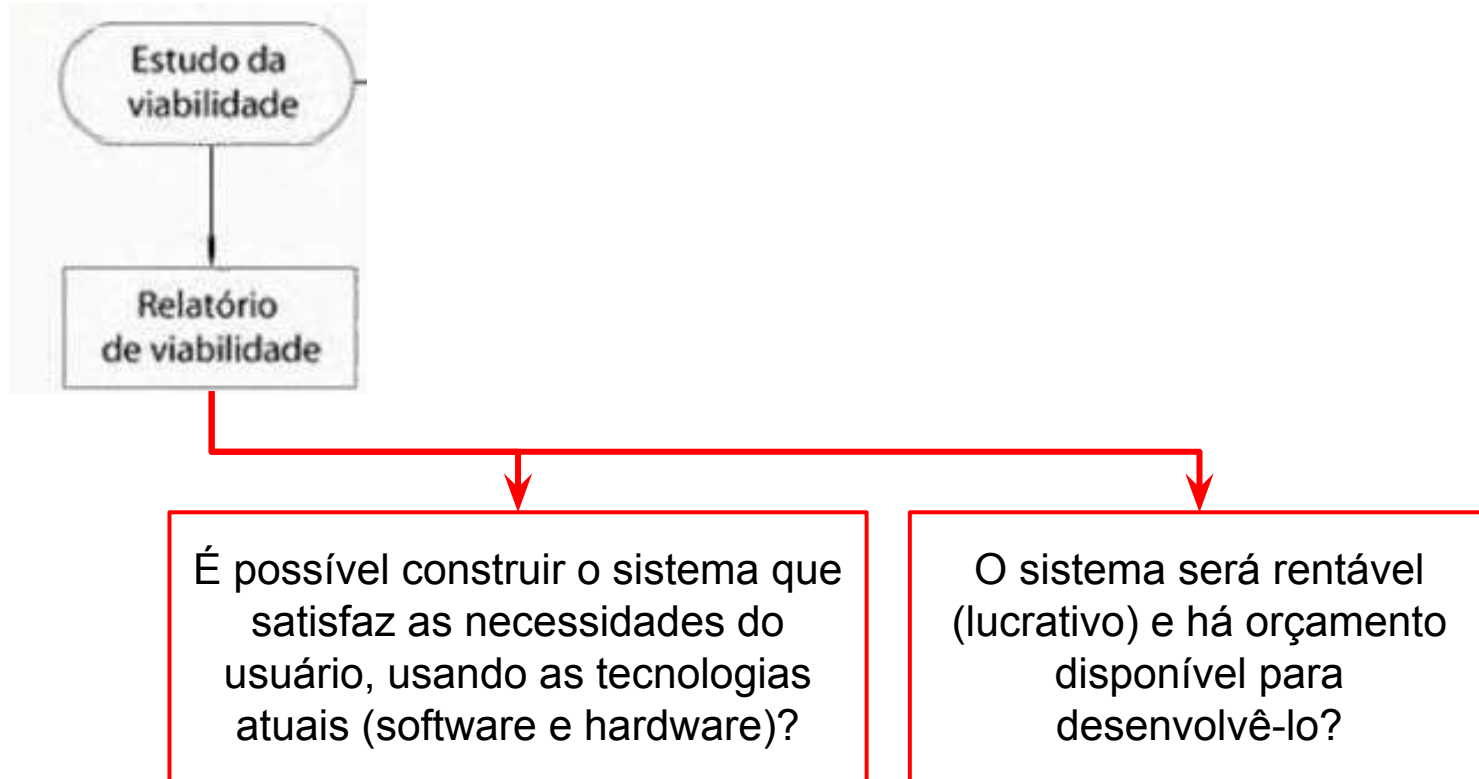 Estudo da
viabilidade
Relatório
de viabilidade
É possível construir o sistema que
satisfaz as necessidades do
usuário, usando as tecnologias
atuais (software e hardware)?
O sistema será rentável
(lucrativo) e há orçamento
disponível para
desenvolvê-lo?